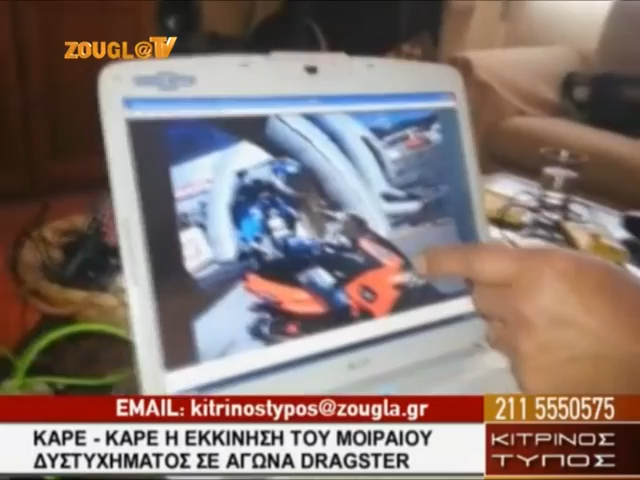 ZOUGL@TV
EMAIL: kitrinostypos@zougla.gr
211 5550575
ΚΑΡΕ - ΚΑΡΕ Η ΕΚΚΙΝΗΣΗ ΤΟΥ ΜΟΙΡΑΙΟΥ
ΔΥΣΤΥΧΗΜΑΤΟΣ ΣΕ ΑΓΩΝΑ DRAGSTER
ΚΙΤΡΙΝΟΣ
ΤΥΠΟΣ